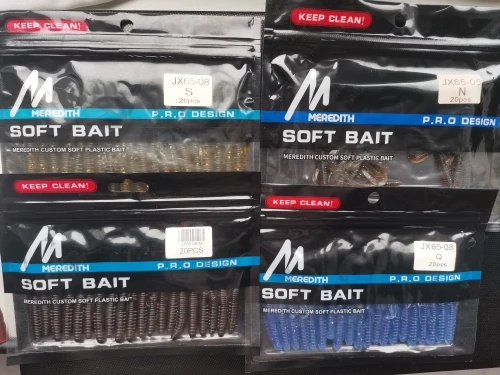 KEEP CLEAN!
JX65-08
S
20pcs
MEREDITH
P.R.O DESIGN
SOFT BAIT
MEREDITH CUSTOM SOFT PLASTIC BAIT
KEEP CLEAN!
JX65-05
N
20pcs
MEREDITH
P.R.O DESIGN
SOFT BAIT
MEREDITH CUSTOM SOFT PLASTIC BAIT
KEEP CLEAN!
20PCS
MEREDITH
P.R.O DESIGN
SOFT BAIT
MEREDITH CUSTOM SOFT PLASTIC BAIT
KEEP CLEAN!
JX65-08
Q
20pcs
MEREDITH
P.R.O DESIGN
SOFT BAIT
MEREDITH CUSTOM SOFT PLASTIC BAIT